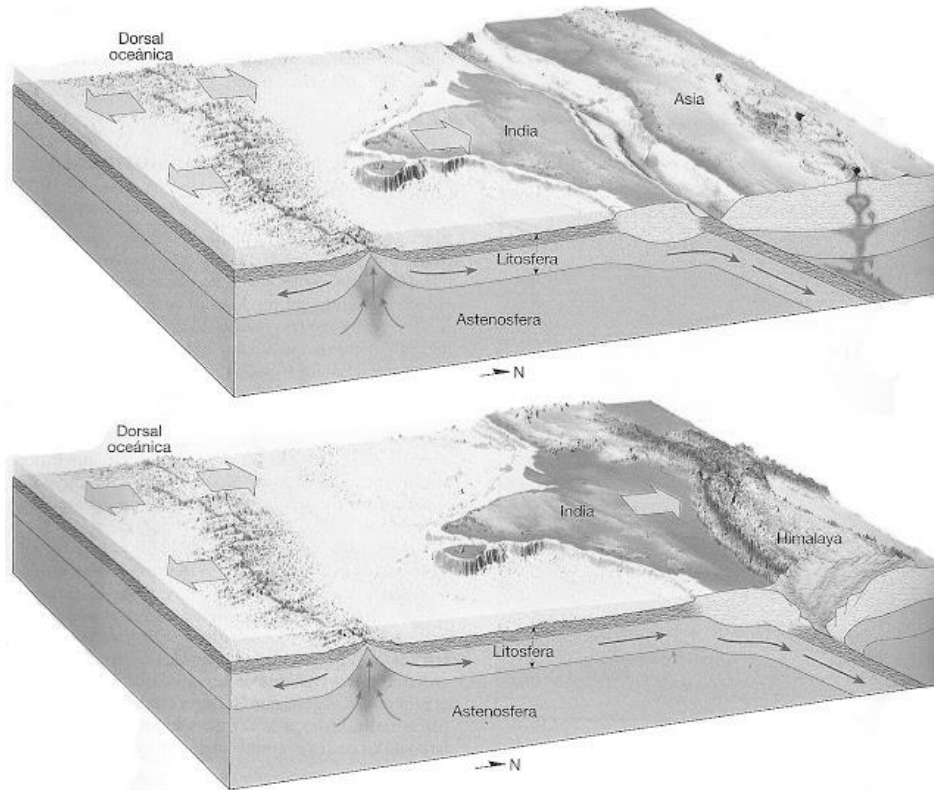 Dorsal
oceánica
Asia
India
Litosfera
Astenosfera
N
Dorsal
oceánica
India
Himalaya
Litosfera
Astenosfera
N